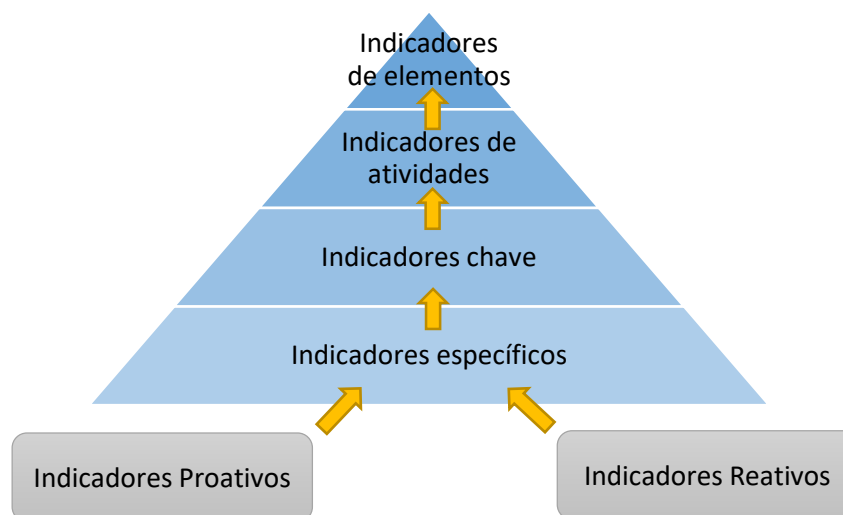 Indicadores
de elementos
Indicadores de
atividades
Indicadores chave
Indicadores específicos
Indicadores Proativos
Indicadores Reativos